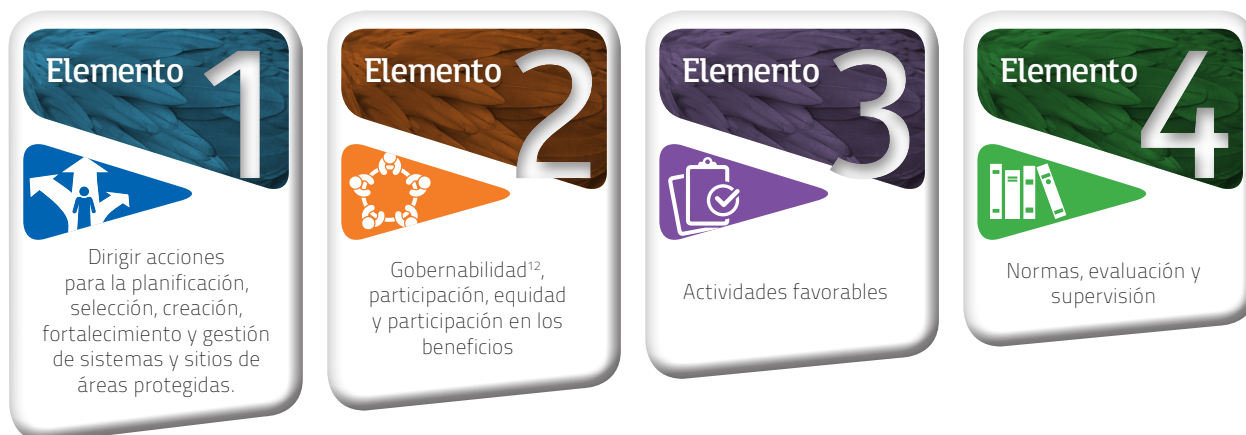 Elemento 1
Dirigir acciones
para la planificación,
selección, creación,
fortalecimiento y gestión
de sistemas y sitios de
áreas protegidas.
Elemento 2
Gobernabilidad¹²,
participación, equidad
y participación en los
beneficios
Elemento 3
Actividades favorables
Elemento 4
Normas, evaluación y
supervisión